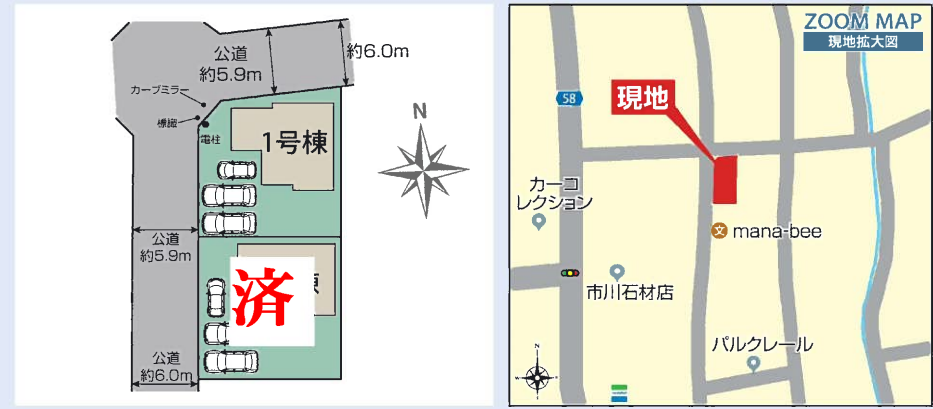 公道
約5.9m
約6.0m
カーブミラー
標識
電柱
1号棟
N
公道
約5.9m
済
棟
公道
約6.0m
ZOOM MAP
現地拡大図
58
現地
カーコ
レクション
文
mana-bee
市川石材店
パルクレール
N
W